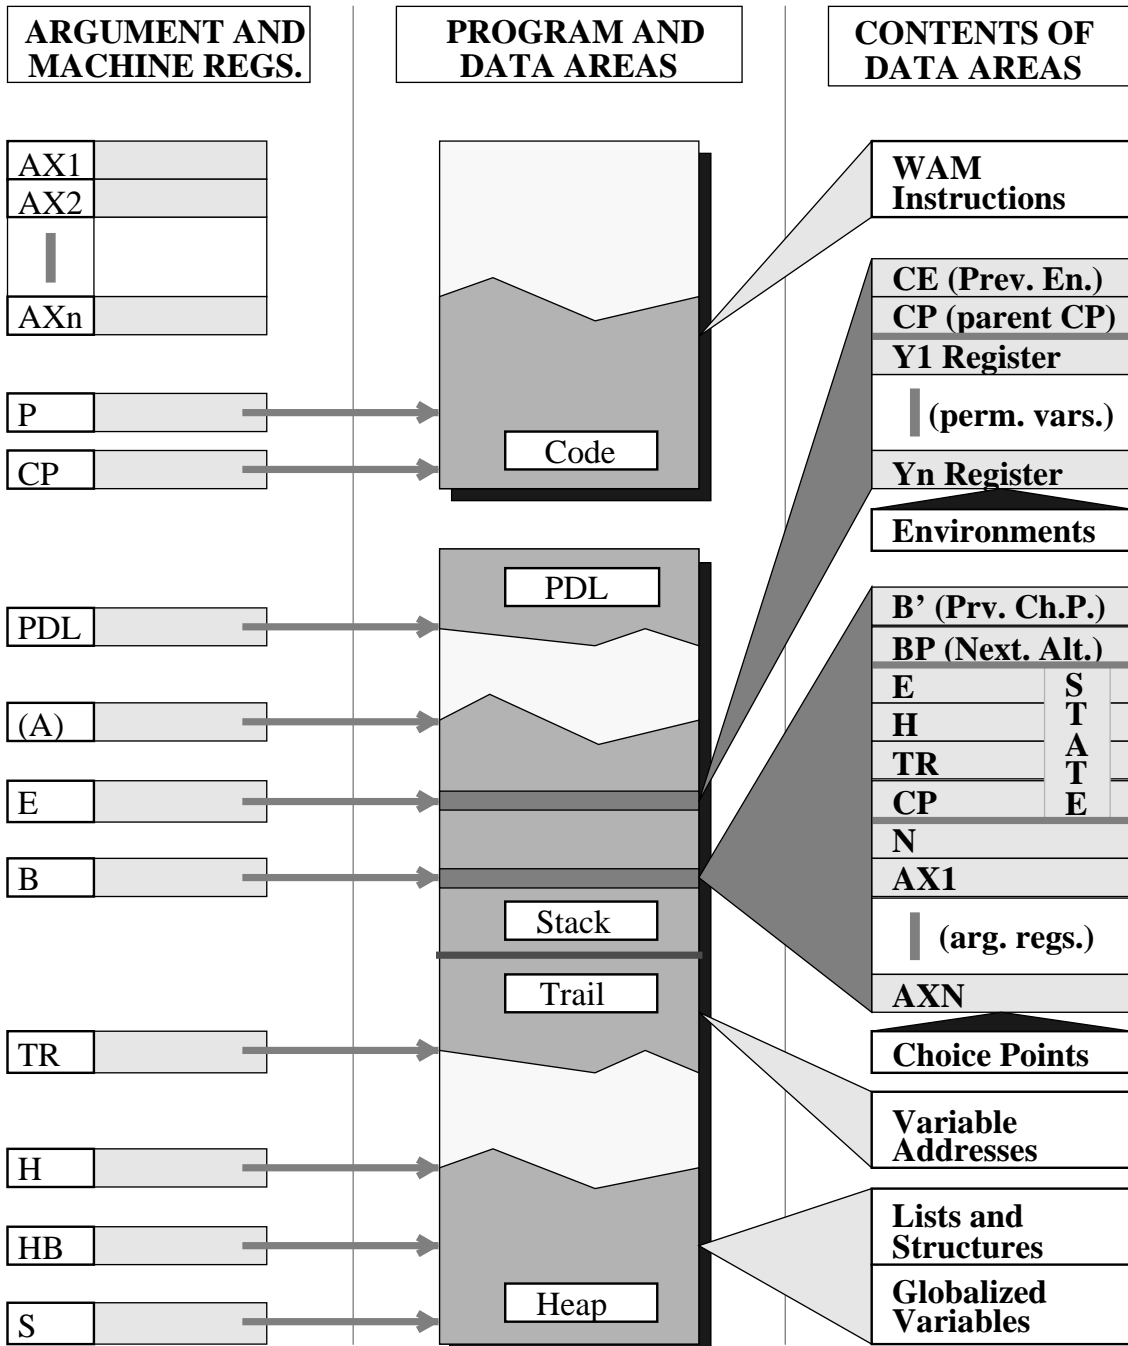 ARGUMENT AND
MACHINE REGS.
AX1
AX2
AXn
P
CP
PDL
(A)
E
B
TR
H
HB
S
PROGRAM AND
DATA AREAS
Code
PDL
Stack
Trail
Heap
CONTENTS OF
DATA AREAS
WAM
Instructions
CE (Prev. En.)
CP (parent CP)
Y1 Register
(perm. vars.)
Yn Register
Environments
B’ (Prv. Ch.P.)
BP (Next. Alt.)
E
H
TR
CP
S
T
A
T
E
N
AX1
(arg. regs.)
AXN
Choice Points
Variable
Addresses
Lists and
Structures
Globalized
Variables